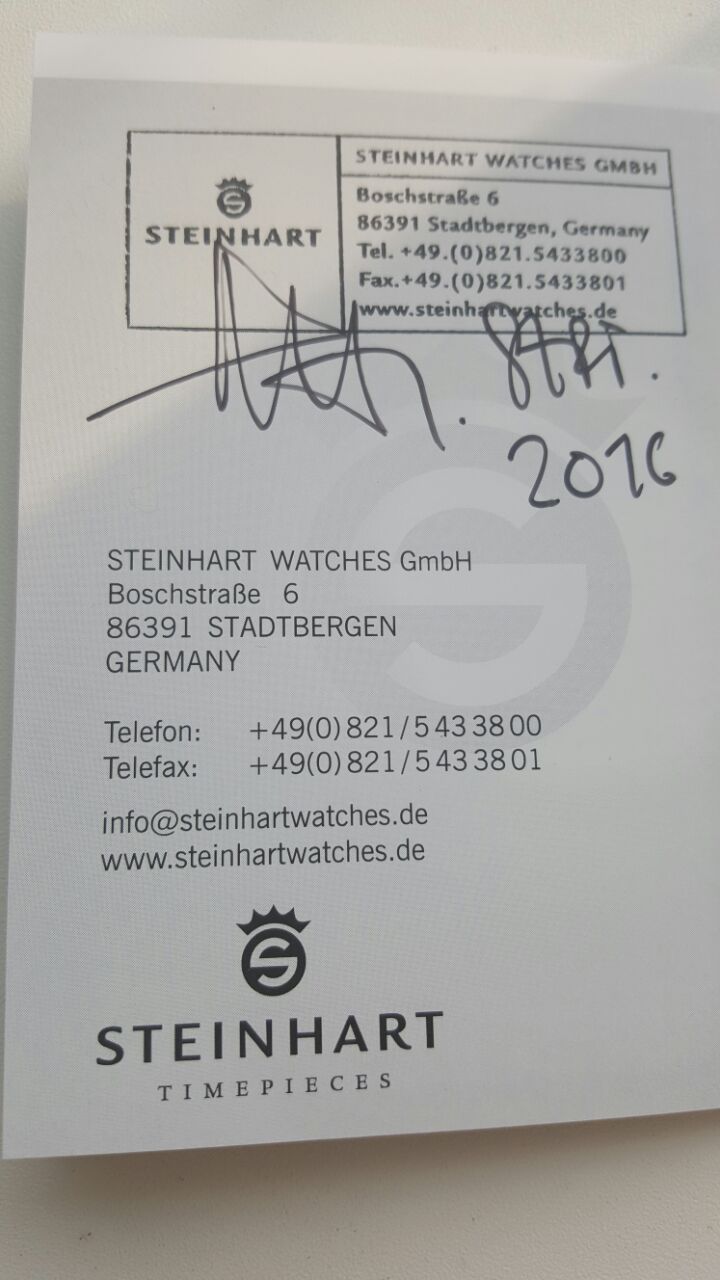 STEINHART
STEINHART WATCHES GMBH
Boschstraße 6
86391 Stadtbergen, Germany
Tel. +49.(0)821.5433800
Fax.+49.(0)821.5433801
www.steinhartwatches.de
2016
STEINHART WATCHES GmbH
Boschstraße 6
86391 STADTBERGEN
GERMANY
Telefon: +49(0)821/5433800
Telefax: +49(0)821/5433801
info@steinhartwatches.de
www.steinhartwatches.de
STEINHART
TIMEPIECES